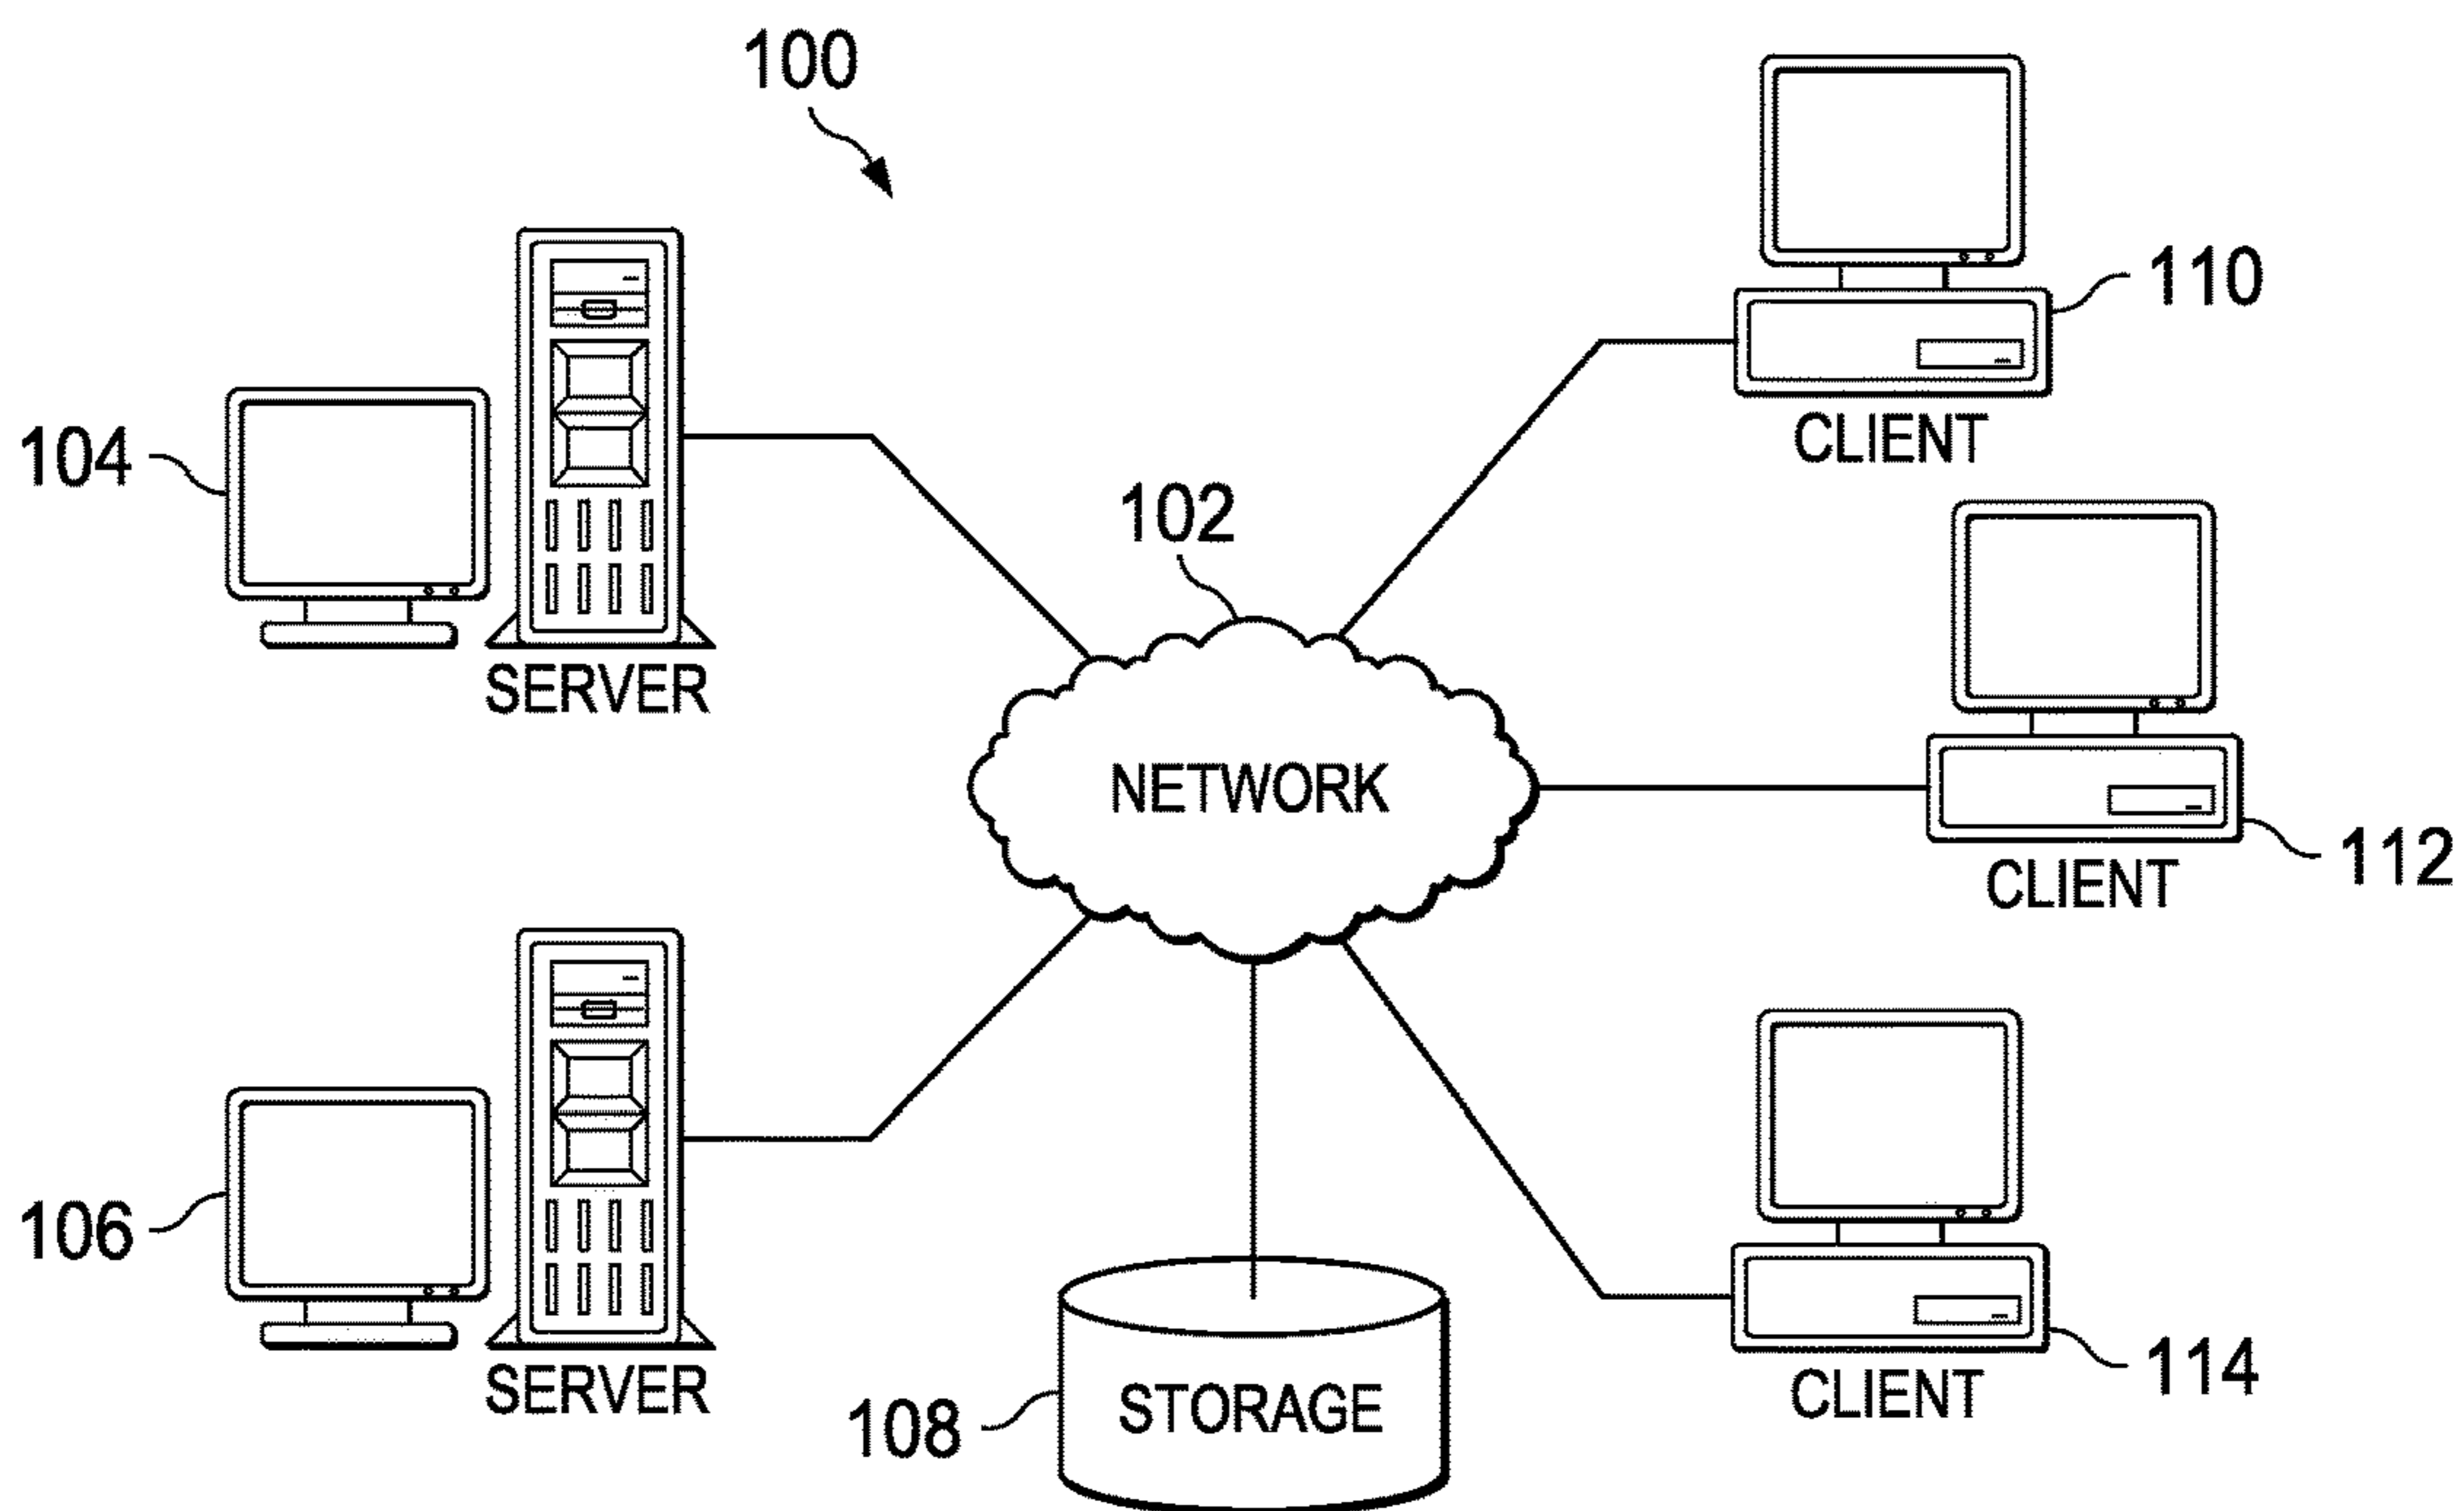 100
110
CLIENT
104
SERVER
102
NETWORK
112
CLIENT
106
SERVER
108
STORAGE
114
CLIENT